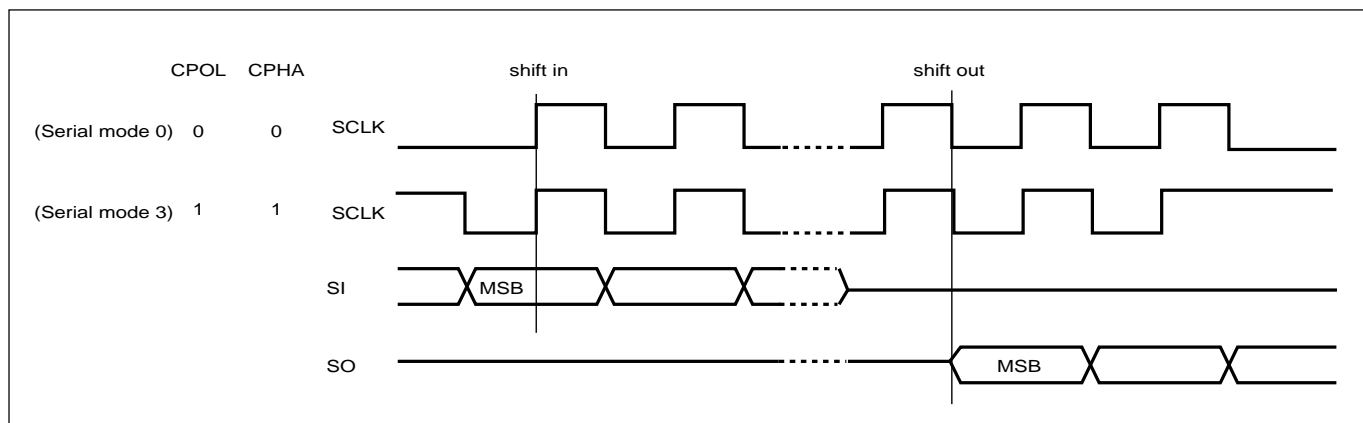 CPOL CPHA shift in shift out
(Serial mode 0) 0 0 SCLK
(Serial mode 3) 1 1 SCLK
SI MSB
SO MSB